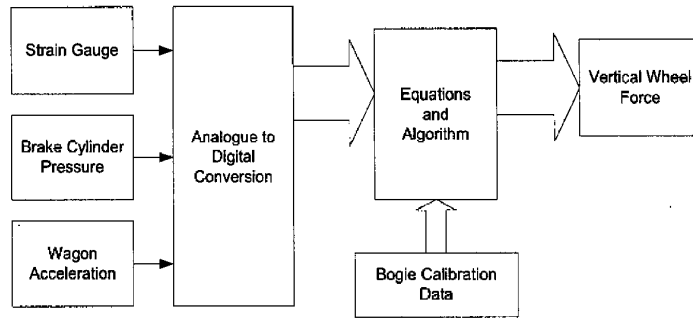 Strain Gauge
Brake Cylinder
Pressure
Wagon
Acceleration
Analogue to
Digital
Conversion
Equations
and
Algorithm
Bogie Calibration
Data
Vertical Wheel
Force